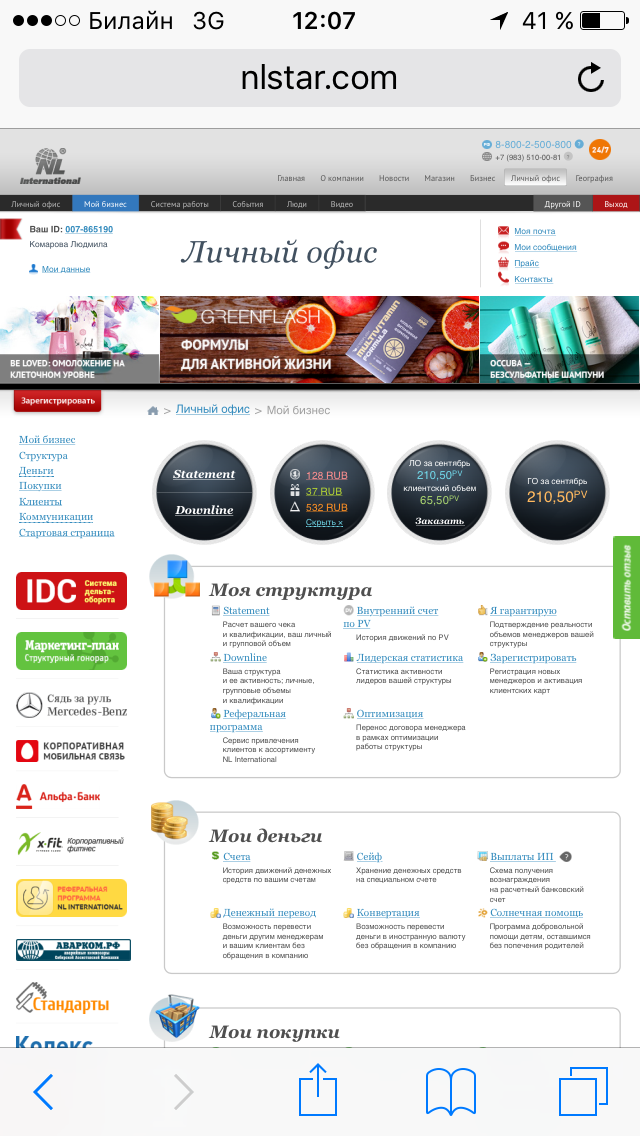 Билайн 3G 12:07 41 %
nlstar.com
8-800-2-500-800
+7 (983) 510-00-81
24/7
NL
International
Главная О компании Новости Магазин Бизнес Личный офис География
Личный офис Мой бизнес Система работы События Люди Видео Другой ID Выход
Ваш ID: 007-865190
Комарова Людмила
Мои данные
Личный офис
Моя почта
Мои сообщения
Прайс
Контакты
BE LOVED: ОМОЛОЖЕНИЕ НА
КЛЕТОЧНОМ УРОВНЕ
GREENFLASH
ФОРМУЛЫ
ДЛЯ АКТИВНОЙ ЖИЗНИ
MULTIVITAMIN
FORMULA
OCCUBA —
БЕЗСУЛЬФАТНЫЕ ШАМПУНИ
Зарегистрировать
> Личный офис > Мой бизнес
Мой бизнес
Структура
Деньги
Покупки
Клиенты
Коммуникации
Стартовая страница
Statement
Downline
128 RUB
37 RUB
532 RUB
Скрыть ×
ЛО за сентябрь
210,50PV
клиентский объем
65,50PV
Заказать
ГО за сентябрь
210,50PV
Оставить отзыв
IDC Система
дельта-
оборота
Маркетинг-план
Структурный гонорар
Сядь за руль
Mercedes-Benz
КОРПОРАТИВНАЯ
МОБИЛЬНАЯ СВЯЗЬ
Альфа-Банк
x-Fit Корпоративный
фитнес
РЕФЕРАЛЬНАЯ
ПРОГРАММА
NL INTERNATIONAL
АВАРКОМ.РФ
Стандарты
Кодекс
Моя структура
Statement
Расчет вашего чека
и квалификации, ваш личный
и групповой объем
Внутренний счет
по PV
История движений по PV
Я гарантирую
Подтверждение реальности
объемов менеджеров вашей
структуры
Downline
Ваша структура
и ее активность; личные,
групповые объемы
и квалификации
Лидерская статистика
Статистика активности
лидеров вашей структуры
Зарегистрировать
Регистрация новых
менеджеров и активация
клиентских карт
Реферальная
программа
Сервис привлечения
клиентов к ассортименту
NL International
Оптимизация
Перенос договора менеджера
в рамках оптимизации
работы структуры
Мои деньги
Счета
История движений денежных
средств по вашим счетам
Сейф
Хранение денежных средств
на специальном счете
Выплаты ИП ?
Схема получения
вознаграждения
на расчетный банковский
счет
Денежный перевод
Возможность перевести
деньги другим менеджерам
и вашим клиентам без
обращения в компанию
Конвертация
Возможность перевести
деньги в иностранную валюту
без обращения в компанию
Солнечная помощь
Программа добровольной
помощи детям, оставшимся
без попечения родителей
Мои покупки